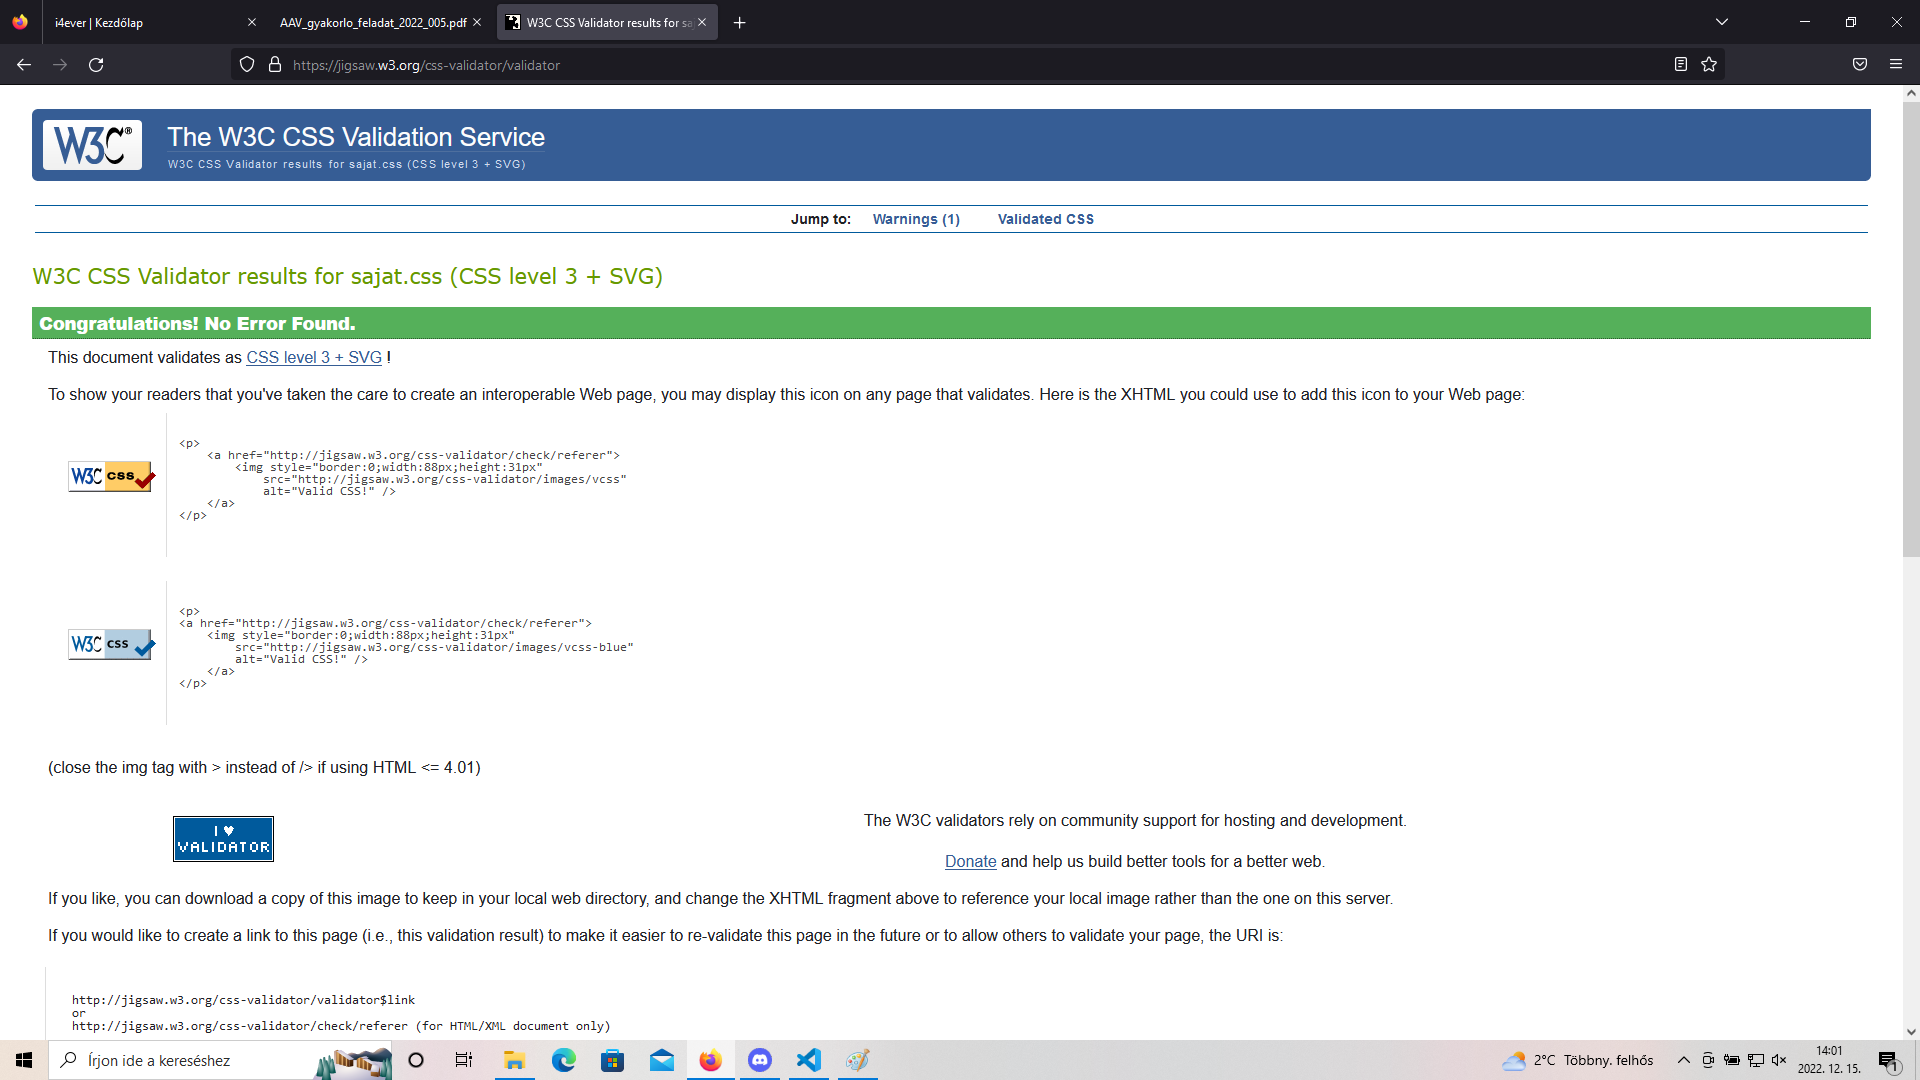 i4ever | Kezdőlap
AAV_gyakorlo_feladat_2022_005.pdf
W3C CSS Validator results for sa
https://jigsaw.w3.org/css-validator/validator
W3C®
The W3C CSS Validation Service
W3C CSS Validator results for sajat.css (CSS level 3 + SVG)
Jump to: Warnings (1) Validated CSS
W3C CSS Validator results for sajat.css (CSS level 3 + SVG)
Congratulations! No Error Found.
This document validates as CSS level 3 + SVG !
To show your readers that you've taken the care to create an interoperable Web page, you may display this icon on any page that validates. Here is the XHTML you could use to add this icon to your Web page:
W3C css
<p>
<a href="http://jigsaw.w3.org/css-validator/check/referer">
<img style="border:0;width:88px;height:31px"
src="http://jigsaw.w3.org/css-validator/images/vcss"
alt="Valid CSS!" />
</a>
</p>
W3C css
<p>
<a href="http://jigsaw.w3.org/css-validator/check/referer">
<img style="border:0;width:88px;height:31px"
src="http://jigsaw.w3.org/css-validator/images/vcss-blue"
alt="Valid CSS!" />
</a>
</p>
(close the img tag with > instead of /> if using HTML <= 4.01)
I ♥
VALIDATOR
The W3C validators rely on community support for hosting and development.
Donate and help us build better tools for a better web.
If you like, you can download a copy of this image to keep in your local web directory, and change the XHTML fragment above to reference your local image rather than the one on this server.
If you would like to create a link to this page (i.e., this validation result) to make it easier to re-validate this page in the future or to allow others to validate your page, the URI is:
http://jigsaw.w3.org/css-validator/validator$link
or
http://jigsaw.w3.org/css-validator/check/referer (for HTML/XML document only)
Írjon ide a kereséshez
2°C Többny. felhős
14:01
2022. 12. 15.
1